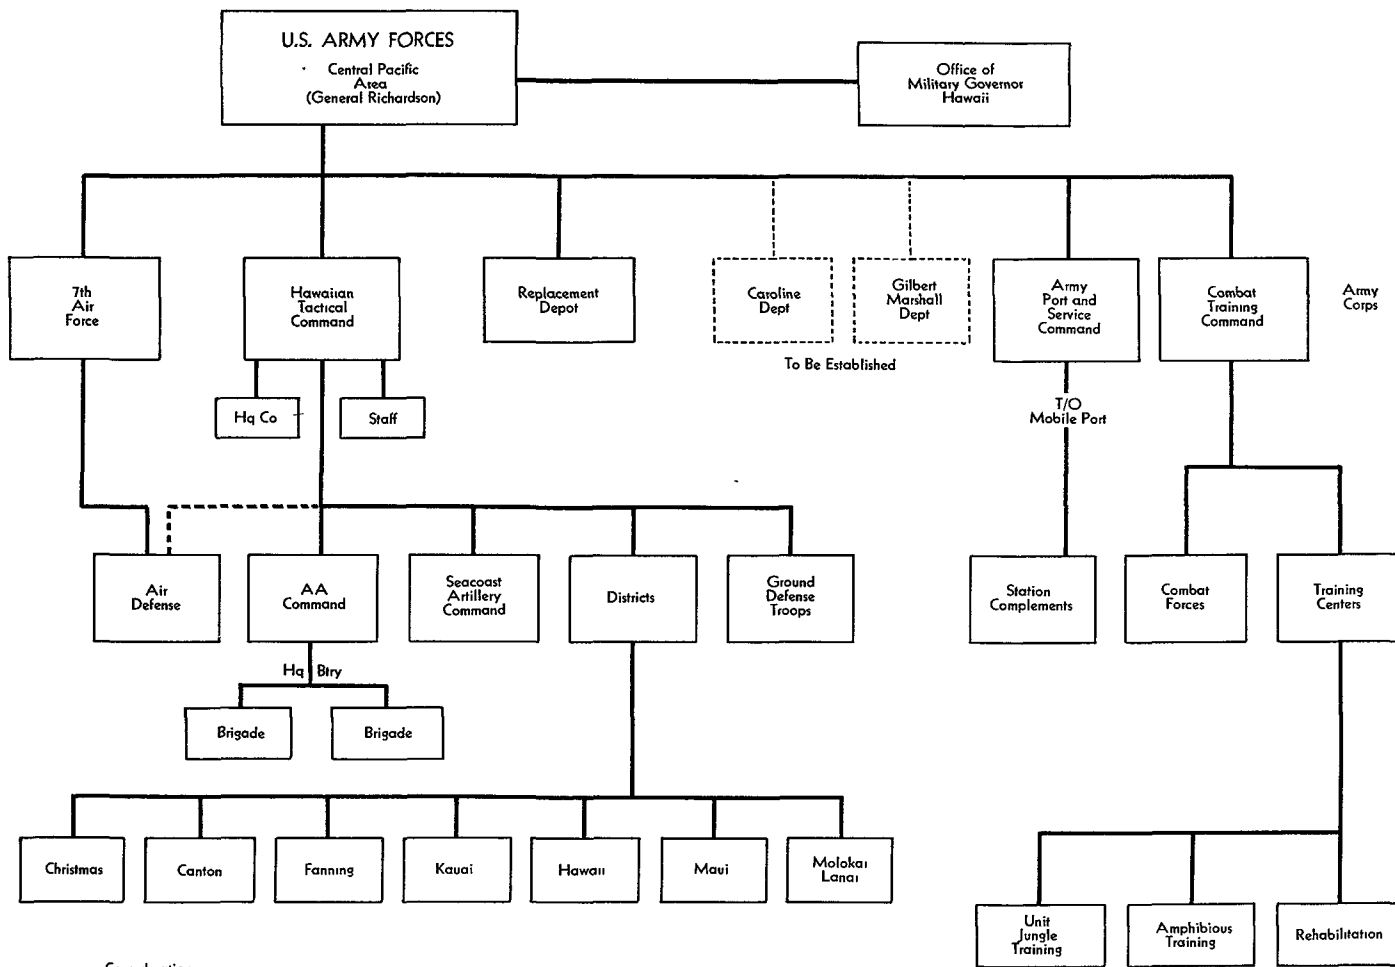 U.S. ARMY FORCES
Central Pacific
Area
(General Richardson)
Office of
Military Governor
Hawaii
7th
Air
Force
Hawaiian
Tactical
Command
Replacement
Depot
Caroline
Dept
Gilbert
Marshall
Dept
Army
Port and
Service
Command
Combat
Training
Command
Army
Corps
To Be Established
Hq Co
Staff
T/O
Mobile Port
Air
Defense
AA
Command
Seacoast
Artillery
Command
Districts
Ground
Defense
Troops
Station
Complements
Combat
Forces
Training
Centers
Hq Btry
Brigade
Brigade
Christmas
Canton
Fanning
Kauai
Hawaii
Maui
Molokai
Lanai
Unit
Jungle
Training
Amphibious
Training
Rehabilitation